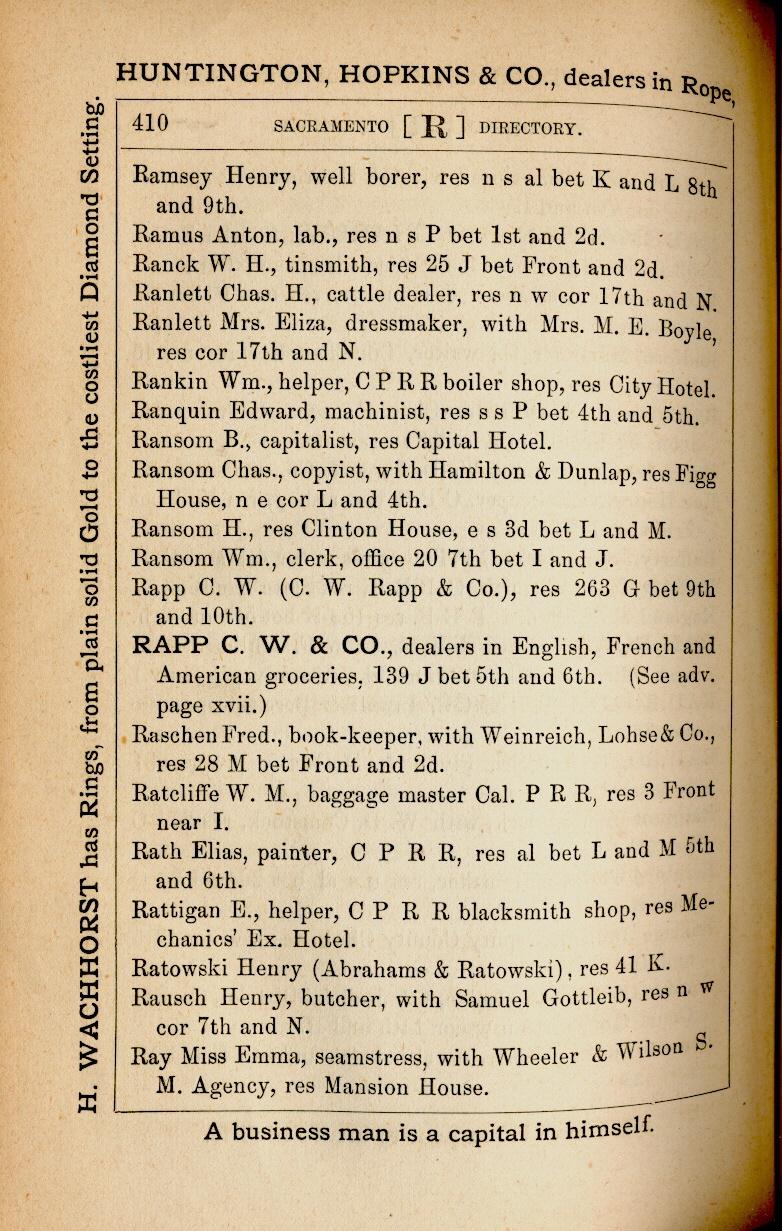 HUNTINGTON, HOPKINS & CO., dealers in Rope,
H. WACHHORST has Rings, from plain solid Gold to the costliest Diamond Setting.
410 SACRAMENTO [ R ] DIRECTORY.
Ramsey Henry, well borer, res n s al bet K and L 8th
and 9th.
Ramus Anton, lab., res n s P bet 1st and 2d.
Ranck W. H., tinsmith, res 25 J bet Front and 2d.
Ranlett Chas. H., cattle dealer, res n w cor 17th and N.
Ranlett Mrs. Eliza, dressmaker, with Mrs. M. E. Boyle,
res cor 17th and N.
Rankin Wm., helper, C P R R boiler shop, res City Hotel.
Ranquin Edward, machinist, res s s P bet 4th and 5th.
Ransom B., capitalist, res Capital Hotel.
Ransom Chas., copyist, with Hamilton & Dunlap, res Figg
House, n e cor L and 4th.
Ransom H., res Clinton House, e s 3d bet L and M.
Ransom Wm., clerk, office 20 7th bet I and J.
Rapp C. W. (C. W. Rapp & Co.), res 263 G bet 9th
and 10th.
RAPP C. W. & CO., dealers in English, French and
American groceries, 139 J bet 5th and 6th. (See adv.
page xvii.)
Raschen Fred., book-keeper, with Weinreich, Lohse & Co.,
res 28 M bet Front and 2d.
Ratcliffe W. M., baggage master Cal. P R R, res 3 Front
near I.
Rath Elias, painter, C P R R, res al bet L and M 5th
and 6th.
Rattigan E., helper, C P R R blacksmith shop, res Me-
chanics' Ex. Hotel.
Ratowski Henry (Abrahams & Ratowski), res 41 K.
Rausch Henry, butcher, with Samuel Gottleib, res n w
cor 7th and N.
Ray Miss Emma, seamstress, with Wheeler & Wilson S.
M. Agency, res Mansion House.
A business man is a capital in himself.